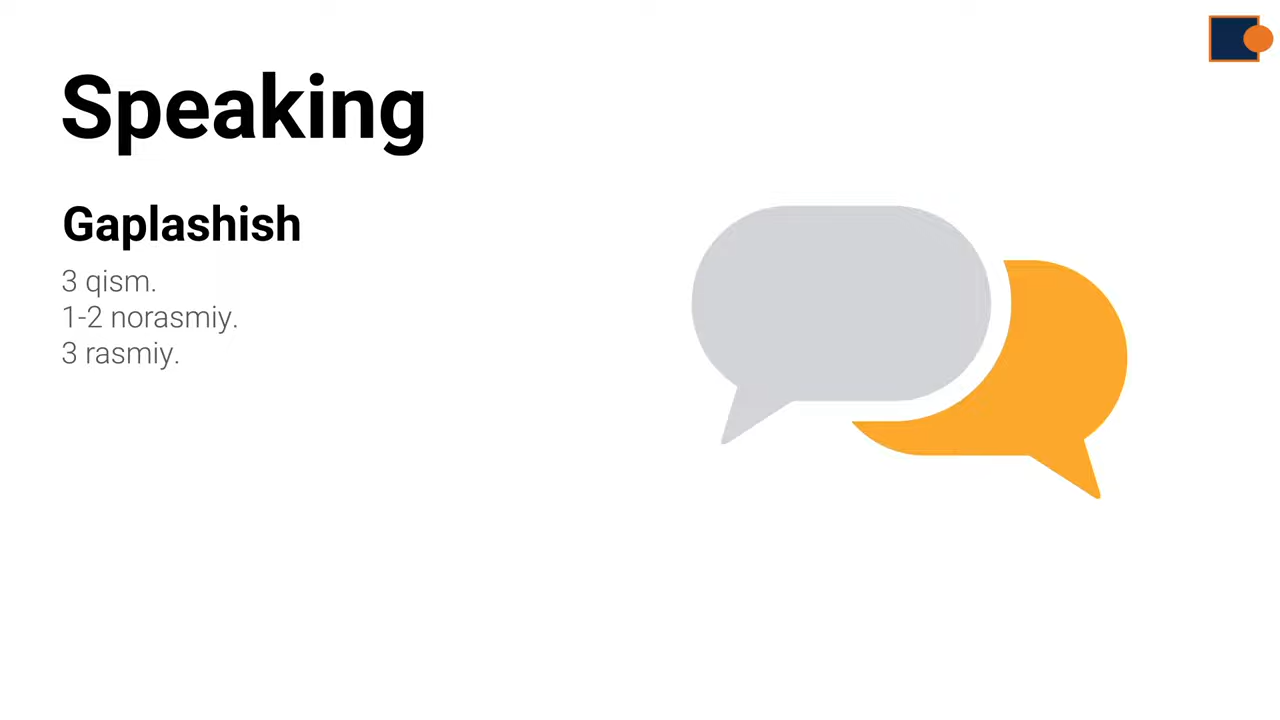 Speaking
Gaplashish
3 qism.
1-2 norasmiy.
3 rasmiy.